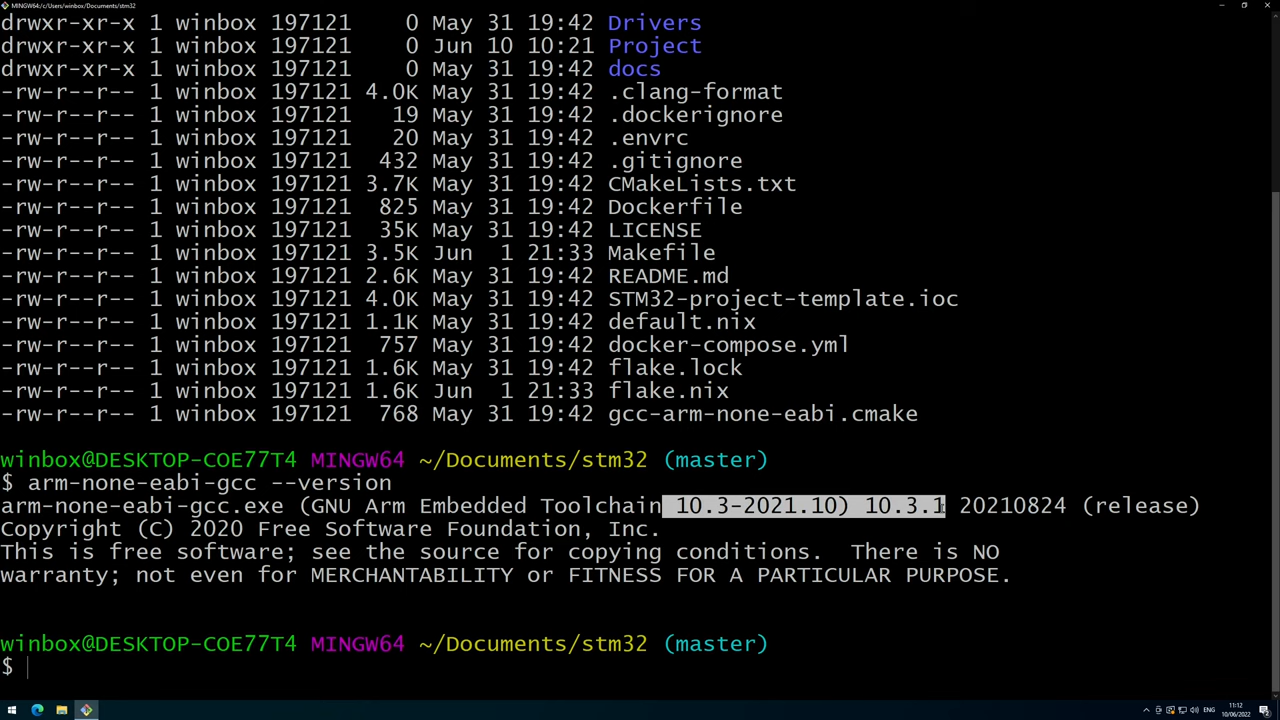 MINGW64:/c/Users/winbox/Documents/stm32
drwxr-xr-x 1 winbox 197121    0 May 31 19:42 Drivers
drwxr-xr-x 1 winbox 197121    0 Jun 10 10:21 Project
drwxr-xr-x 1 winbox 197121    0 May 31 19:42 docs
-rw-r--r-- 1 winbox 197121 4.0K May 31 19:42 .clang-format
-rw-r--r-- 1 winbox 197121   19 May 31 19:42 .dockerignore
-rw-r--r-- 1 winbox 197121   20 May 31 19:42 .envrc
-rw-r--r-- 1 winbox 197121  432 May 31 19:42 .gitignore
-rw-r--r-- 1 winbox 197121 3.7K May 31 19:42 CMakeLists.txt
-rw-r--r-- 1 winbox 197121  825 May 31 19:42 Dockerfile
-rw-r--r-- 1 winbox 197121  35K May 31 19:42 LICENSE
-rw-r--r-- 1 winbox 197121 3.5K Jun  1 21:33 Makefile
-rw-r--r-- 1 winbox 197121 2.6K May 31 19:42 README.md
-rw-r--r-- 1 winbox 197121 4.0K May 31 19:42 STM32-project-template.ioc
-rw-r--r-- 1 winbox 197121 1.1K May 31 19:42 default.nix
-rw-r--r-- 1 winbox 197121  757 May 31 19:42 docker-compose.yml
-rw-r--r-- 1 winbox 197121 1.6K May 31 19:42 flake.lock
-rw-r--r-- 1 winbox 197121 1.6K Jun  1 21:33 flake.nix
-rw-r--r-- 1 winbox 197121  768 May 31 19:42 gcc-arm-none-eabi.cmake
winbox@DESKTOP-COE77T4 MINGW64 ~/Documents/stm32 (master)
$ arm-none-eabi-gcc --version
arm-none-eabi-gcc.exe (GNU Arm Embedded Toolchain 10.3-2021.10) 10.3.1 20210824 (release)
Copyright (C) 2020 Free Software Foundation, Inc.
This is free software; see the source for copying conditions.  There is NO
warranty; not even for MERCHANTABILITY or FITNESS FOR A PARTICULAR PURPOSE.
winbox@DESKTOP-COE77T4 MINGW64 ~/Documents/stm32 (master)
$
ENG
11:12
10/06/2022